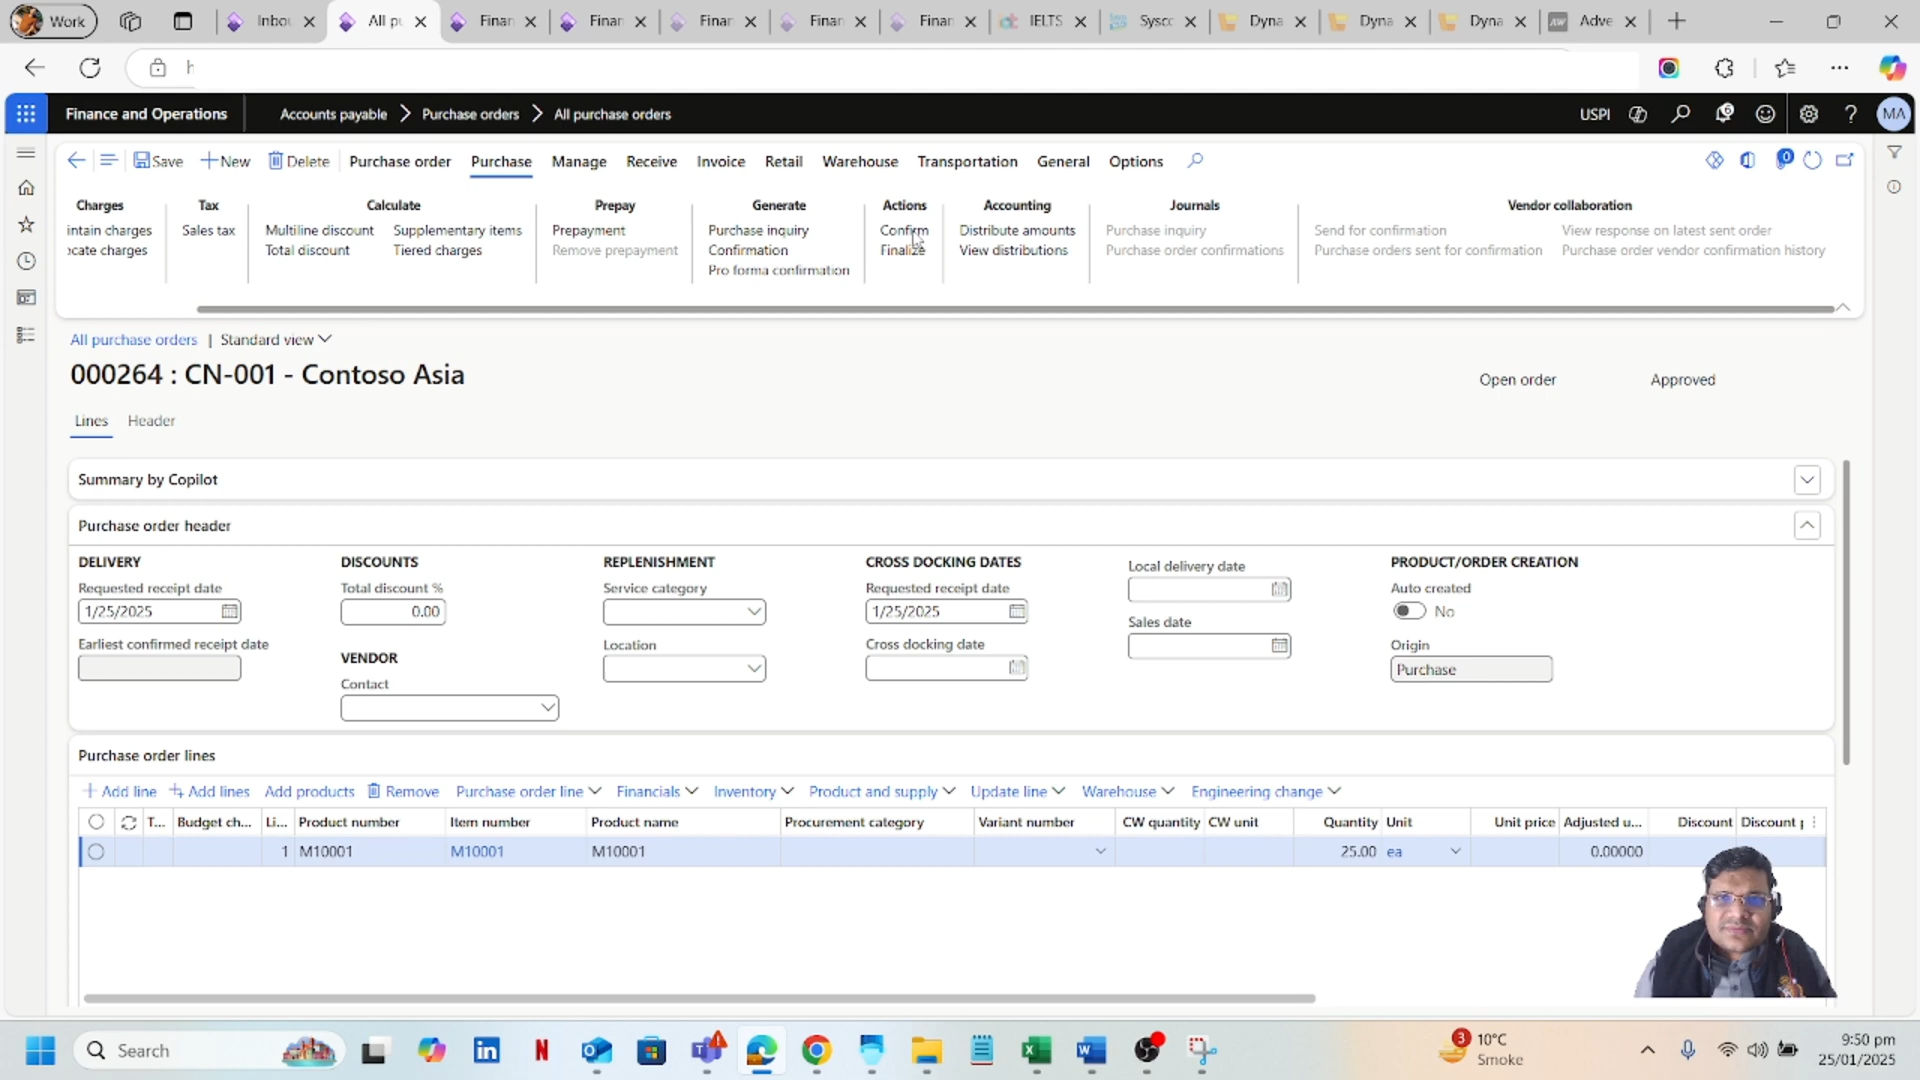 Work
Inbo
All pu
Finan
Finan
Finan
Finan
Finan
IELTS
Sysco
Dyna
Dyna
Dyna
AW Adve
h
Finance and Operations
Accounts payable
Purchase orders
All purchase orders
USPI
6
MA
Save
New
Delete
Purchase order
Purchase
Manage
Receive
Invoice
Retail
Warehouse
Transportation
General
Options
0
Charges
Tax
Calculate
Prepay
Generate
Actions
Accounting
Journals
Vendor collaboration
intain charges
Sales tax
Multiline discount
Supplementary items
Prepayment
Purchase inquiry
Confirm
Distribute amounts
Purchase inquiry
Send for confirmation
View response on latest sent order
ocate charges
Total discount
Tiered charges
Remove prepayment
Confirmation
Finalize
View distributions
Purchase order confirmations
Purchase orders sent for confirmation
Purchase order vendor confirmation history
Pro forma confirmation
All purchase orders | Standard view
000264 : CN-001 - Contoso Asia
Open order
Approved
Lines
Header
Summary by Copilot
Purchase order header
DELIVERY
DISCOUNTS
REPLENISHMENT
CROSS DOCKING DATES
Local delivery date
PRODUCT/ORDER CREATION
Requested receipt date
Total discount %
Service category
Requested receipt date
Auto created
1/25/2025
0.00
1/25/2025
No
Sales date
Earliest confirmed receipt date
VENDOR
Location
Cross docking date
Origin
Contact
Purchase
Purchase order lines
Add line
Add lines
Add products
Remove
Purchase order line
Financials
Inventory
Product and supply
Update line
Warehouse
Engineering change
T...
Budget ch...
Li...
Product number
Item number
Product name
Procurement category
Variant number
CW quantity
CW unit
Quantity
Unit
Unit price
Adjusted u...
Discount
Discount p
1
M10001
M10001
M10001
25.00
ea
0.00000
Search
3
10°C
Smoke
9:50 pm
25/01/2025